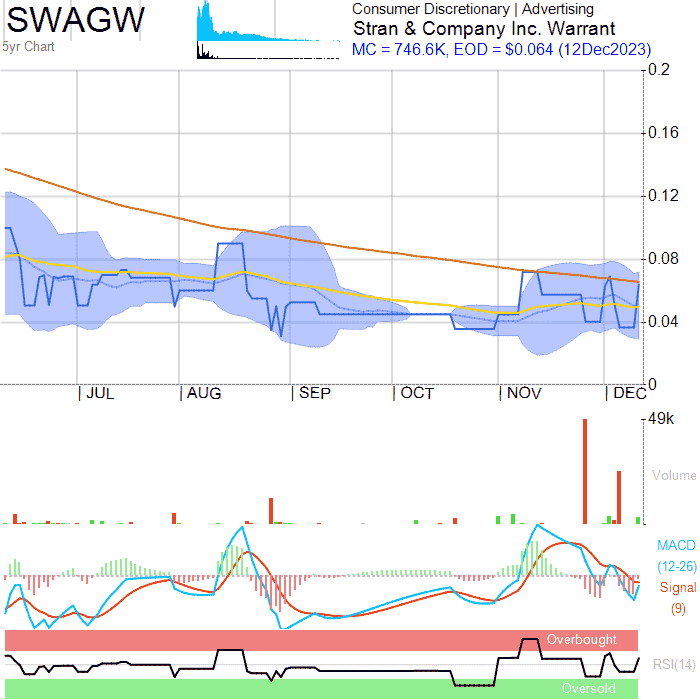 SWAGW
5yr Chart
Consumer Discretionary | Advertising
Stran & Company Inc. Warrant
MC = 746.6K, EOD = $0.064 (12Dec2023)
0.2
0.16
0.12
0.08
0.04
0
| JUL | AUG | SEP | OCT | NOV | DEC
49k
Volume
MACD
(12-26)
Signal
(9)
Overbought
RSI(14)
Oversold